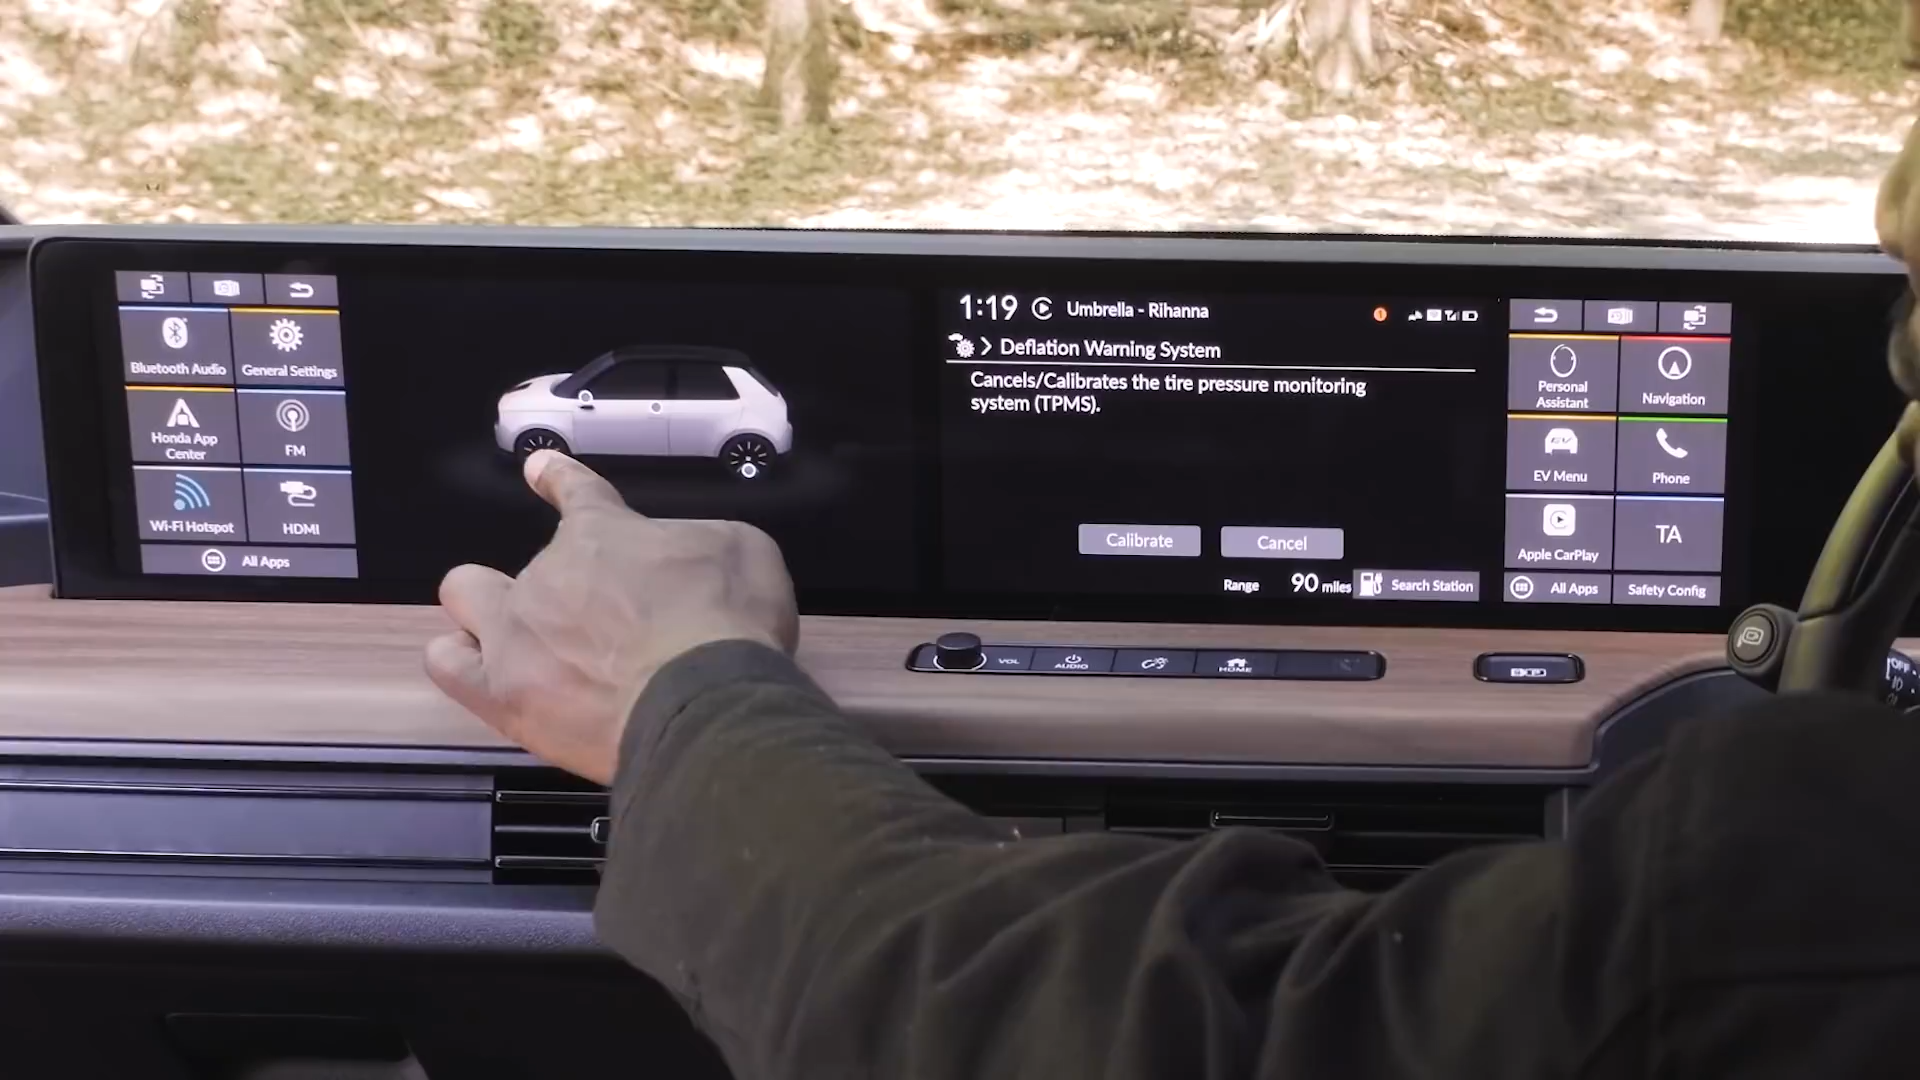 Bluetooth Audio
General Settings
Honda App
Center
FM
Wi-Fi Hotspot
HDMI
All Apps
1:19 Umbrella - Rihanna
Deflation Warning System
Cancels/Calibrates the tire pressure monitoring
system (TPMS).
Calibrate
Cancel
Range 90 miles
Search Station
Personal
Assistant
Navigation
EV
EV Menu
Phone
Apple CarPlay
TA
All Apps
Safety Config
VOL
AUDIO
HOME
OFF